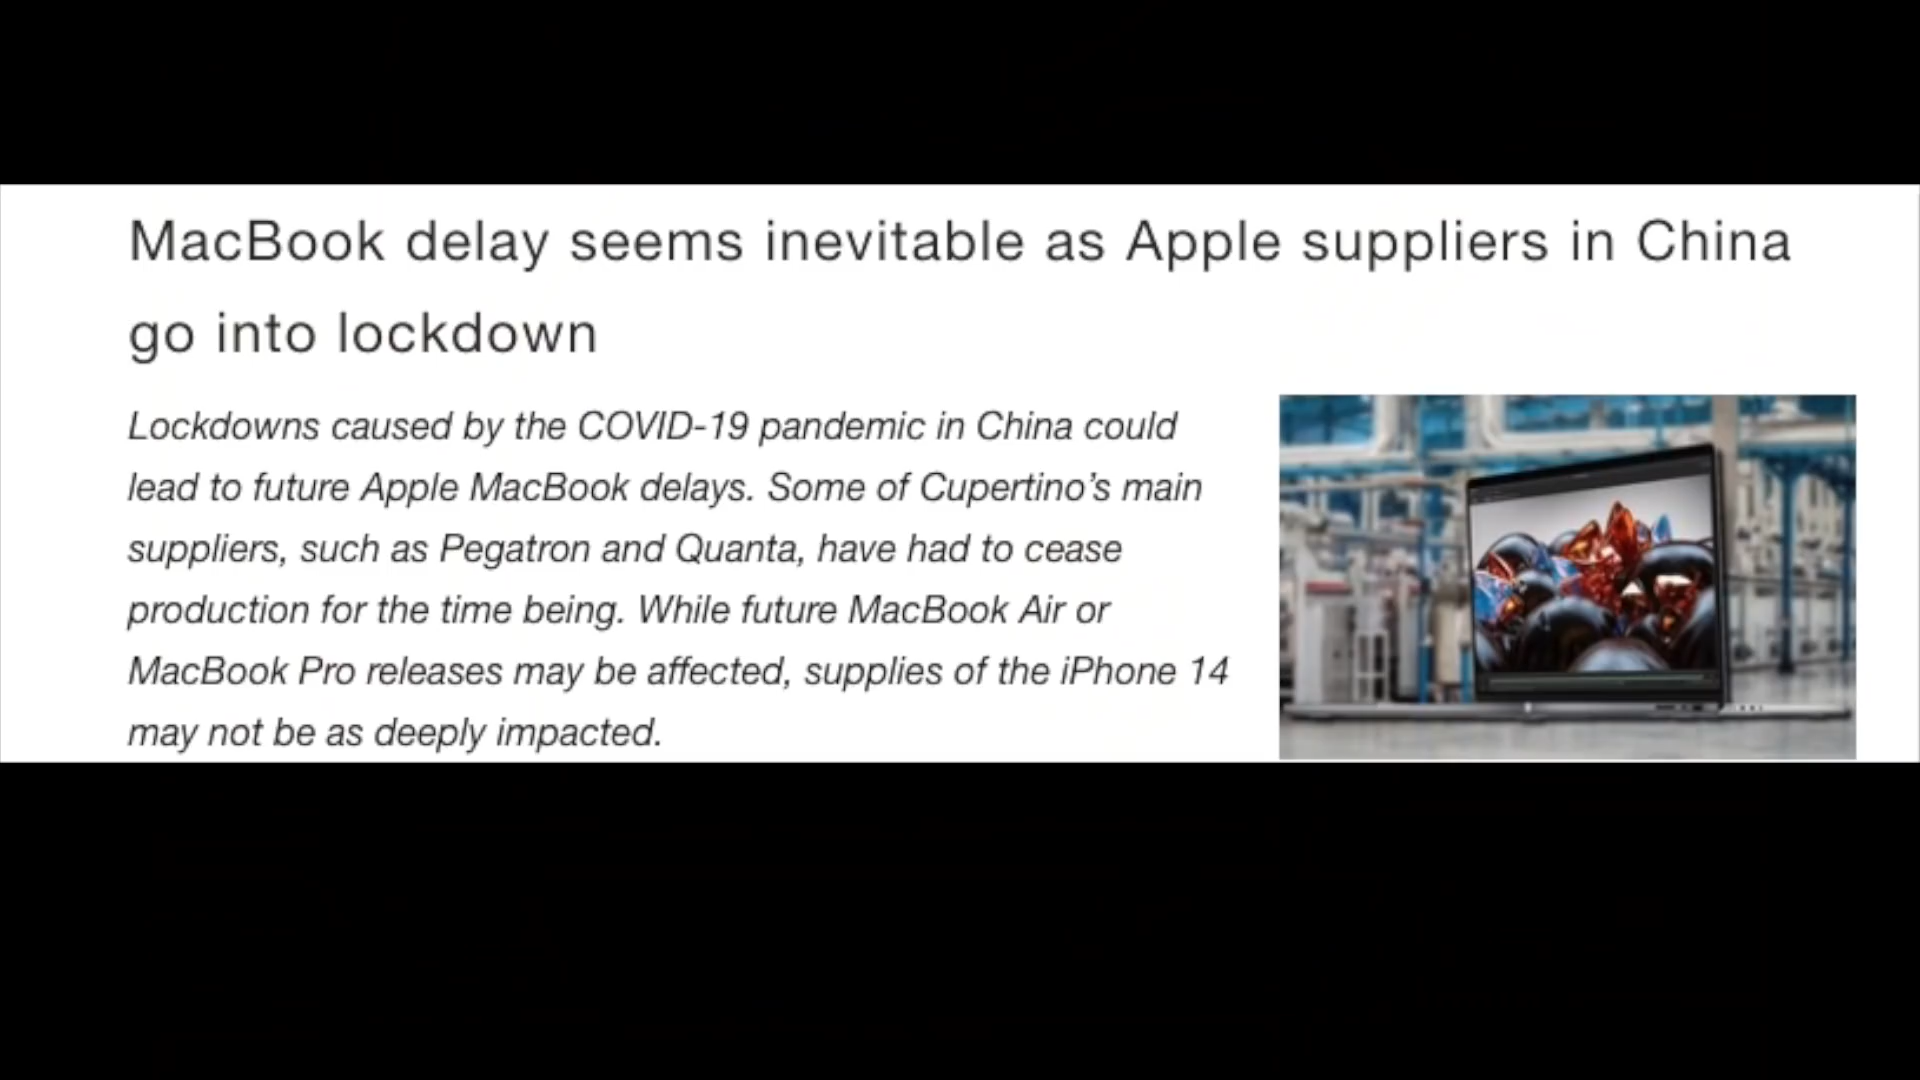 MacBook delay seems inevitable as Apple suppliers in China
go into lockdown
Lockdowns caused by the COVID-19 pandemic in China could
lead to future Apple MacBook delays. Some of Cupertino’s main
suppliers, such as Pegatron and Quanta, have had to cease
production for the time being. While future MacBook Air or
MacBook Pro releases may be affected, supplies of the iPhone 14
may not be as deeply impacted.